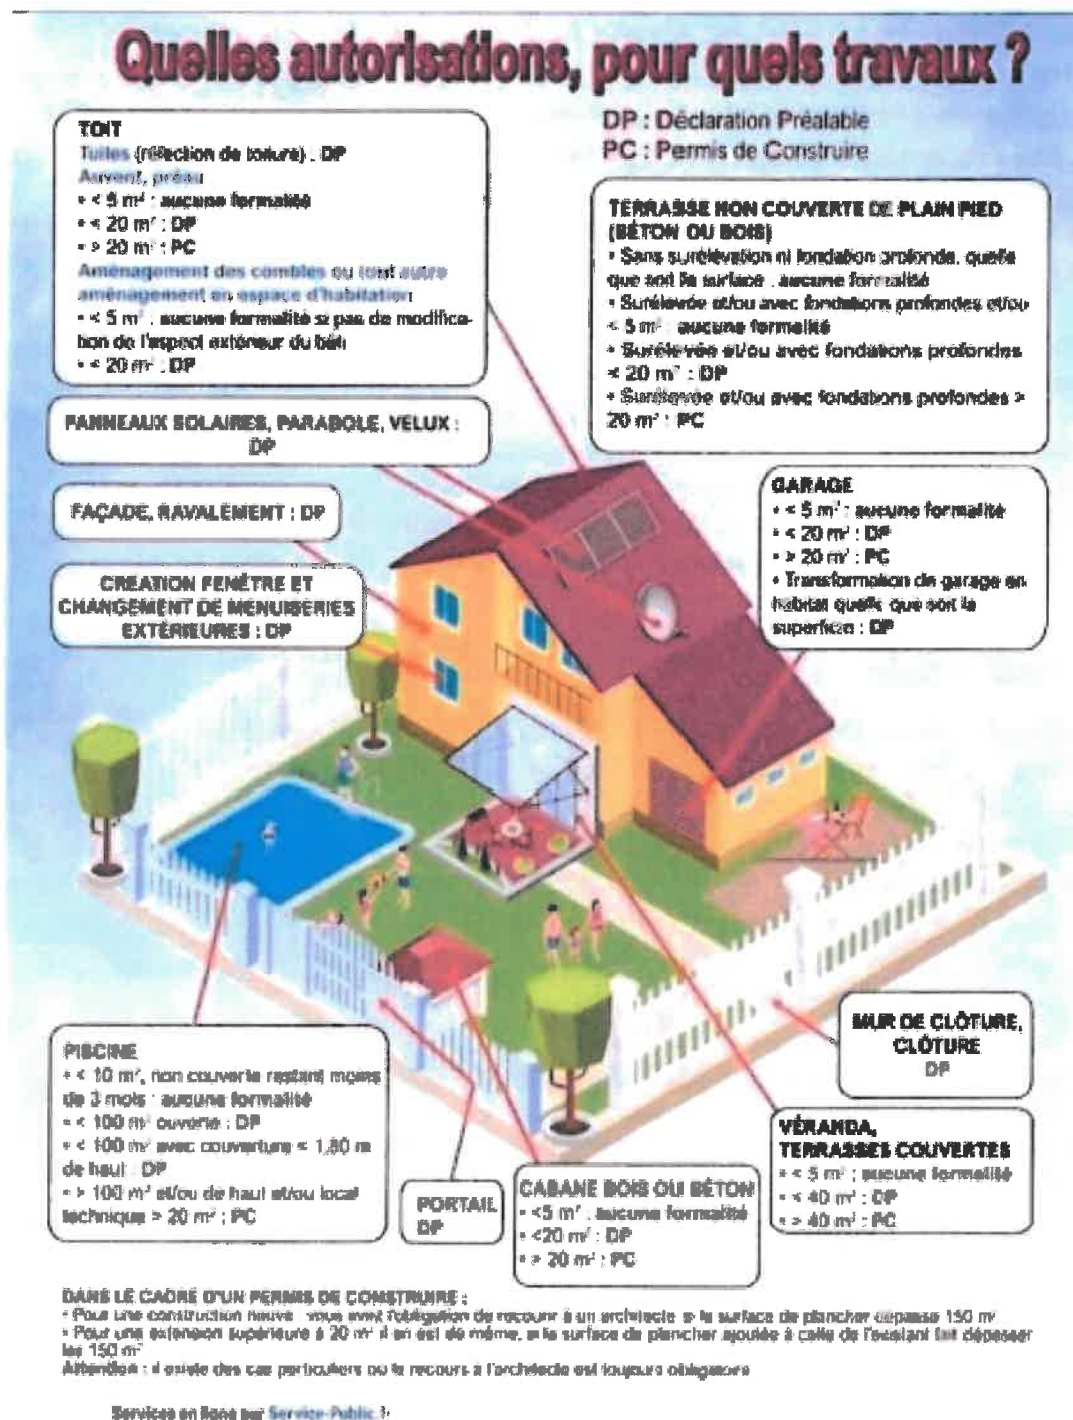 Quelles autorisations, pour quels travaux ?
DP : Déclaration Préalable
PC : Permis de Construire
TOIT
Tuiles (réfection de toiture) : DP
Auvent, préau
• < 5 m² : aucune formalité
• < 20 m² : DP
• > 20 m² : PC
Aménagement des combles ou tout autre
aménagement en espace d'habitation
• < 5 m² : aucune formalité si pas de modifica-
tion de l'aspect extérieur du bâti
• < 20 m² : DP
TERRASSE NON COUVERTE DE PLAIN PIED
(BÉTON OU BOIS)
• Sans surélévation ni fondation profonde, quelle
que soit la surface : aucune formalité
• Surélevée et/ou avec fondations profondes et/ou
< 5 m² : aucune formalité
• Surélevée et/ou avec fondations profondes
< 20 m² : DP
• Surélevée et/ou avec fondations profondes >
20 m² : PC
PANNEAUX SOLAIRES, PARABOLE, VELUX :
DP
FAÇADE, RAVALEMENT : DP
CREATION FENÊTRE ET
CHANGEMENT DE MENUISERIES
EXTÉRIEURES : DP
GARAGE
• < 5 m² : aucune formalité
• < 20 m² : DP
• > 20 m² : PC
• Transformation de garage en
habitat quelle que soit la
superficie : DP
PISCINE
• < 10 m², non couverte restant moins
de 3 mois : aucune formalité
• < 100 m² ouverte : DP
• < 100 m² avec couverture < 1,80 m
de haut : DP
• > 100 m² et/ou de haut et/ou local
technique > 20 m² : PC
PORTAIL
DP
CABANE BOIS OU BÉTON
• <5 m² : aucune formalité
• <20 m² : DP
• > 20 m² : PC
MUR DE CLÔTURE,
CLÔTURE
DP
VÉRANDA,
TERRASSES COUVERTES
• < 5 m² : aucune formalité
• < 40 m² : DP
• > 40 m² : PC
DANS LE CADRE D'UN PERMIS DE CONSTRUIRE :
• Pour une construction neuve : vous avez l'obligation de recourir à un architecte si la surface de plancher dépasse 150 m²
• Pour une extension supérieure à 20 m² il en est de même, si la surface de plancher ajoutée à celle de l'existant fait dépasser
les 150 m²
Attention : il existe des cas particuliers où le recours à l'architecte est toujours obligatoire
Services en ligne sur Service-Public.fr